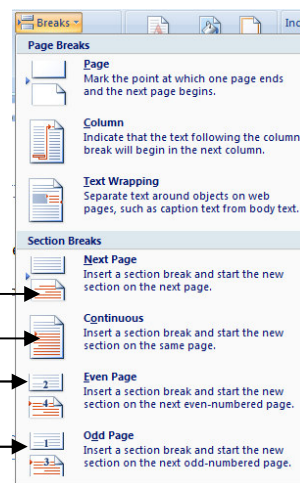 Breaks
Inc
Page Breaks
Page
Mark the point at which one page ends
and the next page begins.
Column
Indicate that the text following the column
break will begin in the next column.
Text Wrapping
Separate text around objects on web
pages, such as caption text from body text.
Section Breaks
Next Page
Insert a section break and start the new
section on the next page.
Continuous
Insert a section break and start the new
section on the same page.
Even Page
Insert a section break and start the new
section on the next even-numbered page.
2
4
Odd Page
Insert a section break and start the new
section on the next odd-numbered page.
1
3